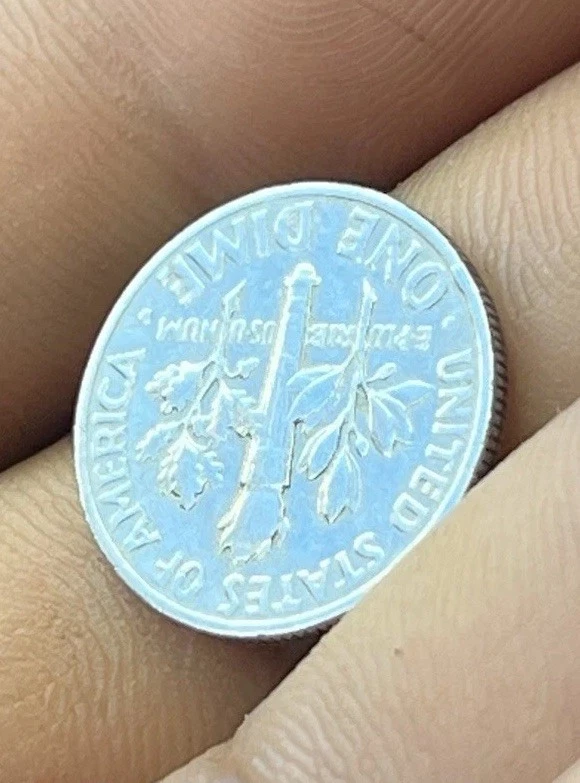 UNITED STATES OF AMERICA
E PLURIBUS UNUM
· ONE DIME ·